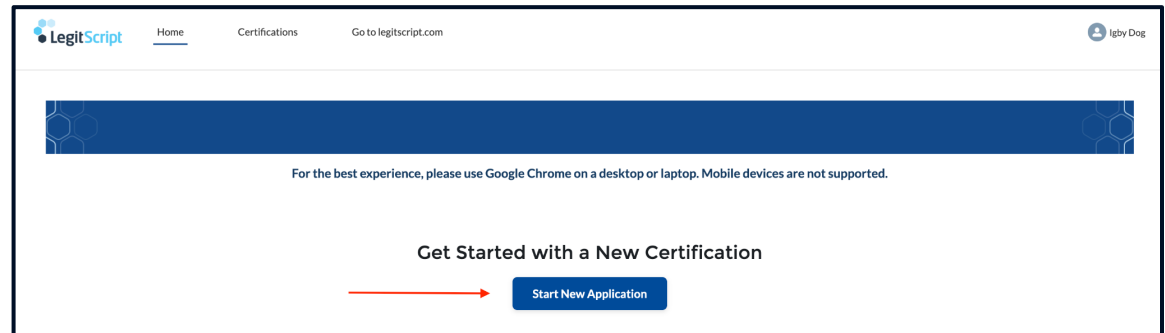 LegitScript Home Certifications Go to legitscript.com Igby Dog
For the best experience, please use Google Chrome on a desktop or laptop. Mobile devices are not supported.
Get Started with a New Certification
Start New Application